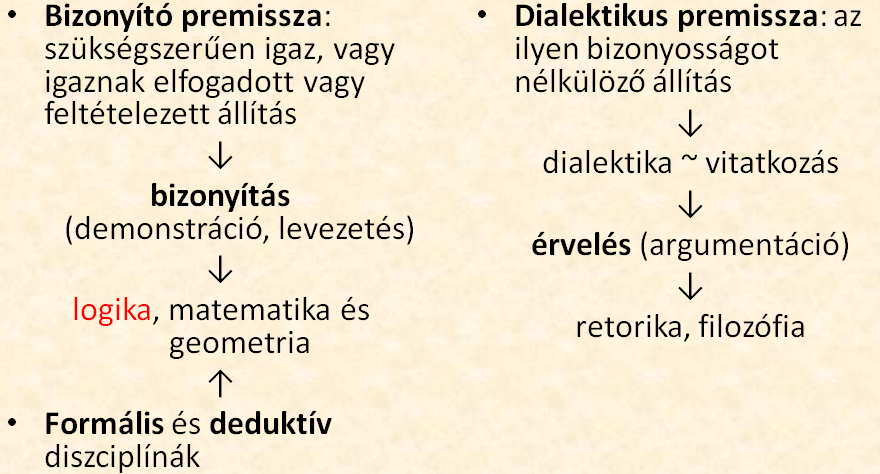 • Bizonyító premissza:
szükségszerűen igaz, vagy
igaznak elfogadott vagy
feltételezett állítás
↓
bizonyítás
(demonstráció, levezetés)
↓
logika, matematika és
geometria
↑
• Formális és deduktív
diszciplínák
• Dialektikus premissza: az
ilyen bizonyosságot
nélkülöző állítás
↓
dialektika ~ vitatkozás
↓
érvelés (argumentáció)
↓
retorika, filozófia